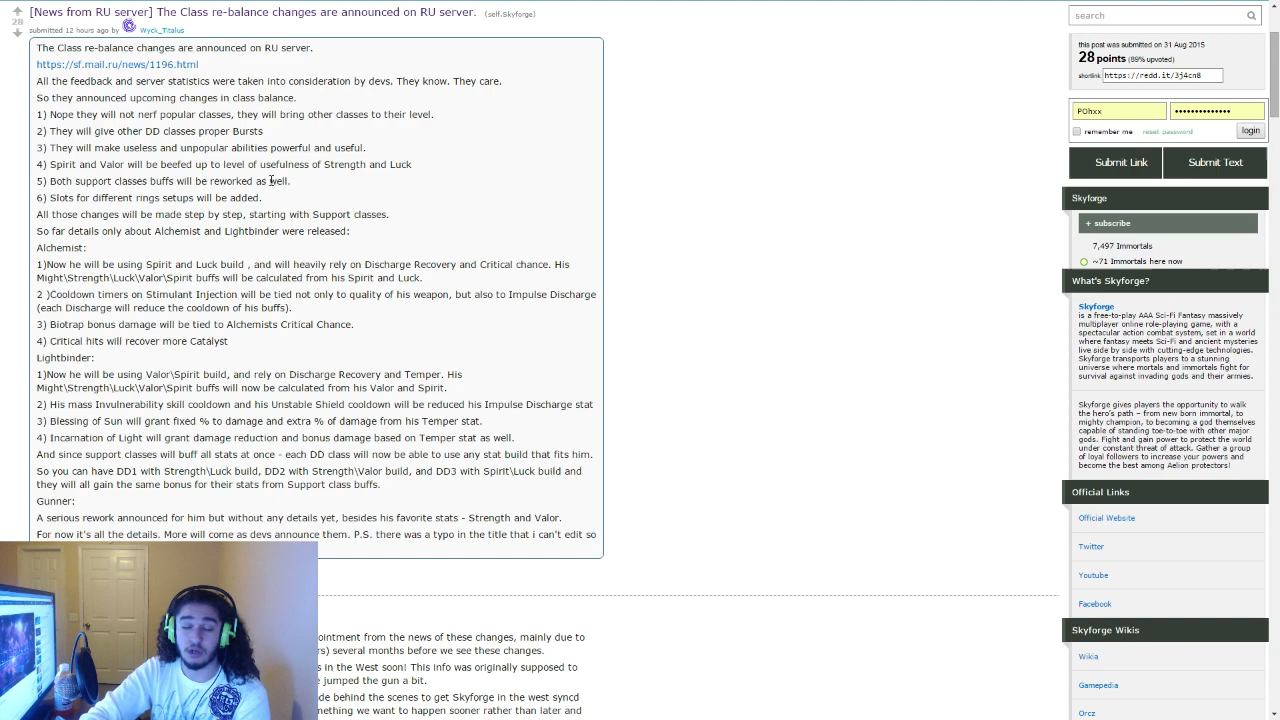 [News from RU server] The Class re-balance changes are announced on RU server. (self.Skyforge)
28
submitted 12 hours ago by Wyck_Titalus
The Class re-balance changes are announced on RU server.
https://sf.mail.ru/news/1196.html
All the feedback and server statistics were taken into consideration by devs. They know. They care.
So they announced upcoming changes in class balance.
1) Nope they will not nerf popular classes, they will bring other classes to their level.
2) They will give other DD classes proper Bursts
3) They will make useless and unpopular abilities powerful and useful.
4) Spirit and Valor will be beefed up to level of usefulness of Strength and Luck
5) Both support classes buffs will be reworked as well.
6) Slots for different rings setups will be added.
All those changes will be made step by step, starting with Support classes.
So far details only about Alchemist and Lightbinder were released:
Alchemist:
1)Now he will be using Spirit and Luck build , and will heavily rely on Discharge Recovery and Critical chance. His
Might\Strength\Luck\Valor\Spirit buffs will be calculated from his Spirit and Luck.
2 )Cooldown timers on Stimulant Injection will be tied not only to quality of his weapon, but also to Impulse Discharge
(each Discharge will reduce the cooldown of his buffs).
3) Biotrap bonus damage will be tied to Alchemists Critical Chance.
4) Critical hits will recover more Catalyst
Lightbinder:
1)Now he will be using Valor\Spirit build, and rely on Discharge Recovery and Temper. His
Might\Strength\Luck\Valor\Spirit buffs will now be calculated from his Valor and Spirit.
2) His mass Invulnerability skill cooldown and his Unstable Shield cooldown will be reduced his Impulse Discharge stat
3) Blessing of Sun will grant fixed % to damage and extra % of damage from his Temper stat.
4) Incarnation of Light will grant damage reduction and bonus damage based on Temper stat as well.
And since support classes will buff all stats at once - each DD class will now be able to use any stat build that fits him.
So you can have DD1 with Strength\Luck build, DD2 with Strength\Valor build, and DD3 with Spirit\Luck build and
they will all gain the same bonus for their stats from Support class buffs.
Gunner:
A serious rework announced for him but without any details yet, besides his favorite stats - Strength and Valor.
For now it's all the details. More will come as devs announce them. P.S. there was a typo in the title that i can't edit so
ointment from the news of these changes, mainly due to
rs) several months before we see these changes.
s in the West soon! This info was originally supposed to
e jumped the gun a bit.
de behind the scenes to get Skyforge in the west syncd
mething we want to happen sooner rather than later and
search
this post was submitted on 31 Aug 2015
28 points (89% upvoted)
shortlink https://redd.it/3j4cn8
POhxx
remember me reset password login
Submit Link Submit Text
Skyforge
+ subscribe
7,497 Immortals
~71 Immortals here now
What's Skyforge?
Skyforge
is a free-to-play AAA Sci-Fi Fantasy massively
multiplayer online role-playing game, with a
spectacular action combat system, set in a world
where fantasy meets Sci-Fi and ancient mysteries
live side by side with cutting-edge technologies.
Skyforge transports players to a stunning
universe where mortals and immortals fight for
survival against invading gods and their armies.
Skyforge gives players the opportunity to walk
the hero's path – from new born immortal, to
mighty champion, to becoming a god themselves
capable of standing toe-to-toe with other major
gods. Fight and gain power to protect the world
under constant threat of attack. Gather a group
of loyal followers to increase your powers and
become the best among Aelion protectors!
Official Links
Official Website
Twitter
Youtube
Facebook
Skyforge Wikis
Wikia
Gamepedia
Orcz